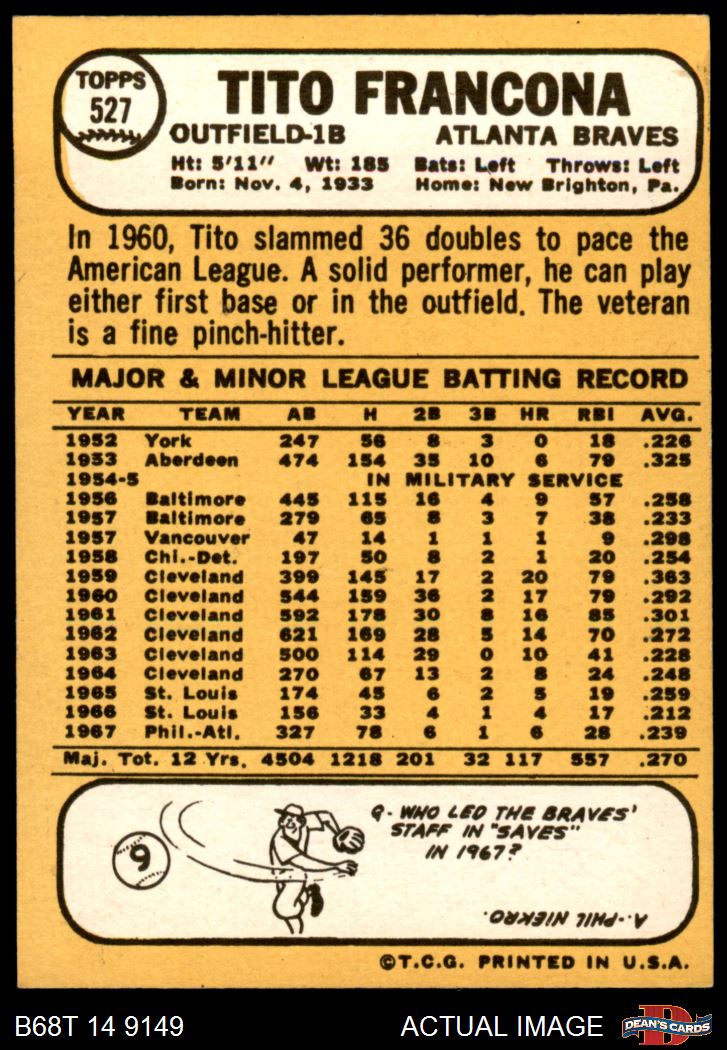 TOPPS
527
TITO FRANCONA
OUTFIELD-1B ATLANTA BRAVES
Ht: 5'11" Wt: 185 Bats: Left Throws: Left
Born: Nov. 4, 1933 Home: New Brighton, Pa.
In 1960, Tito slammed 36 doubles to pace the
American League. A solid performer, he can play
either first base or in the outfield. The veteran
is a fine pinch-hitter.
MAJOR & MINOR LEAGUE BATTING RECORD
YEAR TEAM AB H 2B 3B HR RBI AVG.
1952 York 247 56 8 3 0 18 .226
1953 Aberdeen 474 154 35 10 6 79 .325
1954-5 IN MILITARY SERVICE
1956 Baltimore 445 115 16 4 9 57 .258
1957 Baltimore 279 65 8 3 7 38 .233
1957 Vancouver 47 14 1 1 1 9 .298
1958 Chi.-Det. 197 50 8 2 1 20 .254
1959 Cleveland 399 145 17 2 20 79 .363
1960 Cleveland 544 159 36 2 17 79 .292
1961 Cleveland 592 178 30 8 16 85 .301
1962 Cleveland 621 169 28 5 14 70 .272
1963 Cleveland 500 114 29 0 10 41 .228
1964 Cleveland 270 67 13 2 8 24 .248
1965 St. Louis 174 45 6 2 5 19 .259
1966 St. Louis 156 33 4 1 4 17 .212
1967 Phil.-Atl. 327 78 6 1 6 28 .239
Maj. Tot. 12 Yrs. 4504 1218 201 32 117 557 .270
9
Q- WHO LED THE BRAVES'
STAFF IN "SAVES"
IN 1967?
A.-PHIL NIEKRO.
©T.C.G. PRINTED IN U.S.A.
B68T 14 9149 ACTUAL IMAGE
D
DEAN'S CARDS